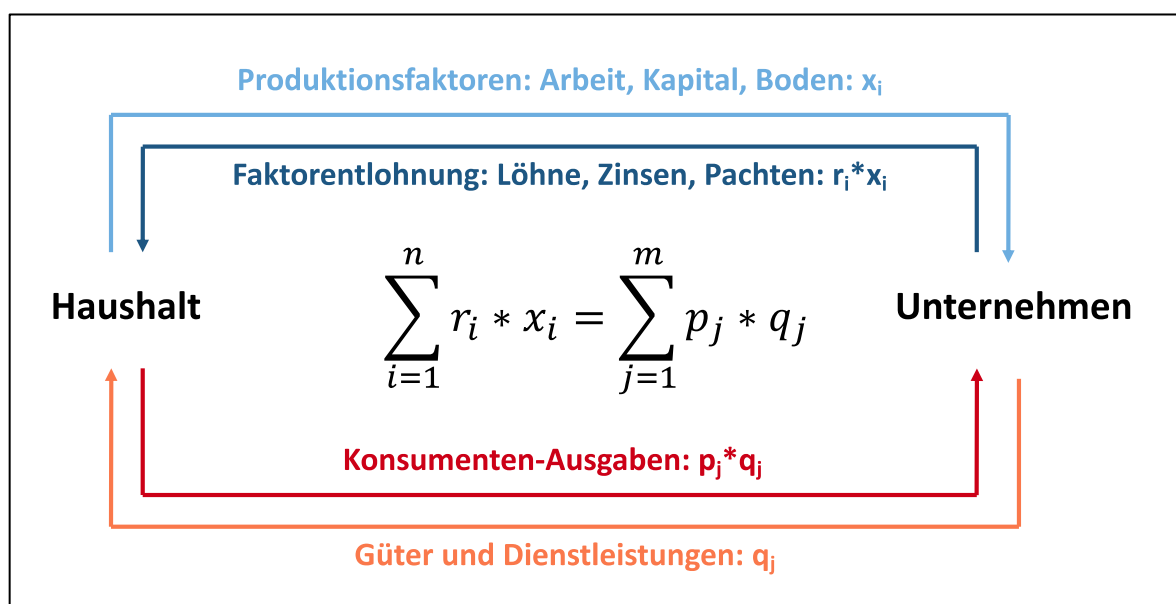 Produktionsfaktoren: Arbeit, Kapital, Boden: xᵢ
Faktorentlohnung: Löhne, Zinsen, Pachten: rᵢ*xᵢ
Haushalt
∑ᵢ₌₁ⁿ rᵢ * xᵢ = ∑ⱼ₌₁ᵐ pⱼ * qⱼ
Unternehmen
Konsumenten-Ausgaben: pⱼ*qⱼ
Güter und Dienstleistungen: qⱼ